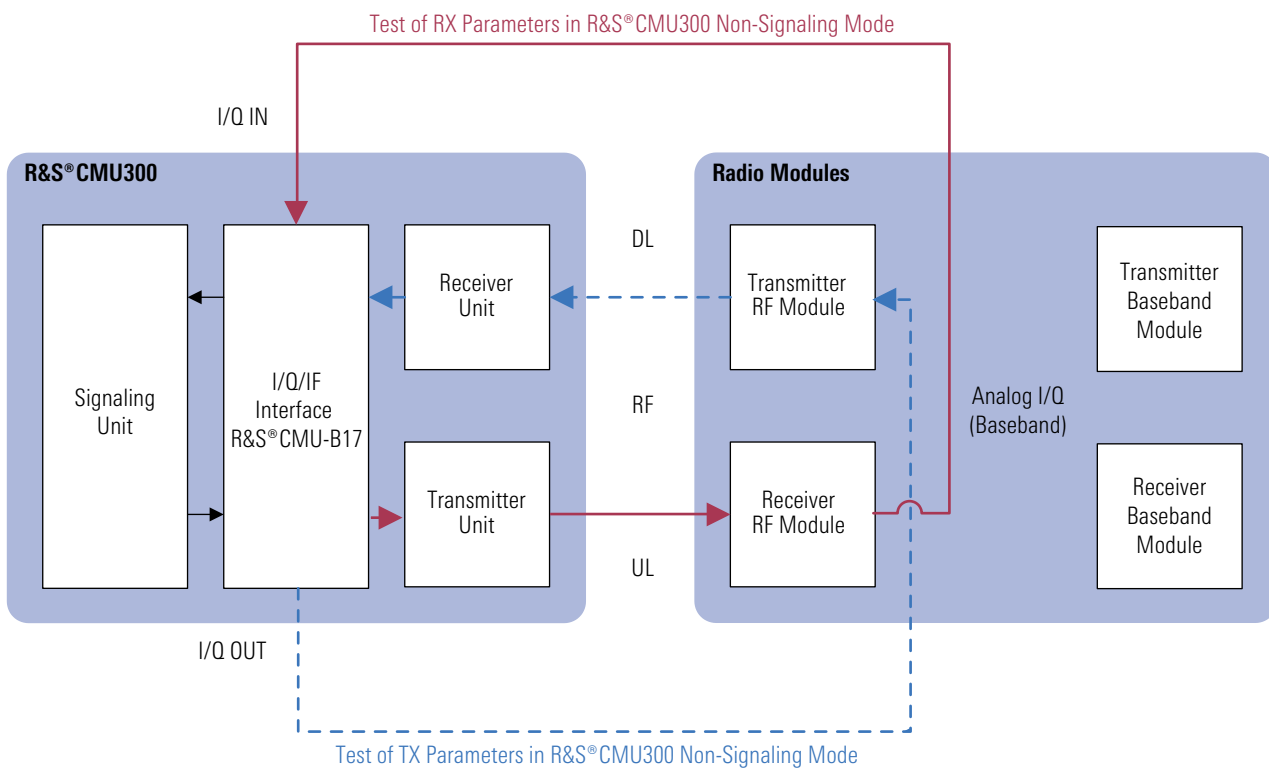 Test of RX Parameters in R&S®CMU300 Non-Signaling Mode
I/Q IN
R&S®CMU300
Radio Modules
Signaling
Unit
I/Q/IF
Interface
R&S®CMU-B17
Receiver
Unit
Transmitter
Unit
DL
RF
UL
Transmitter
RF Module
Receiver
RF Module
Analog I/Q
(Baseband)
Transmitter
Baseband
Module
Receiver
Baseband
Module
I/Q OUT
Test of TX Parameters in R&S®CMU300 Non-Signaling Mode